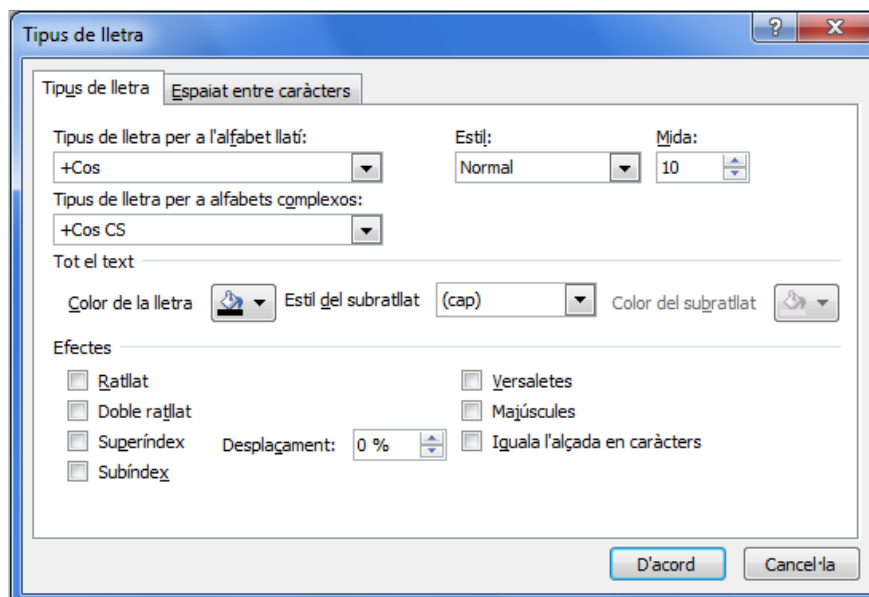 Tipus de lletra
Tipus de lletra
Espaiat entre caràcters
Tipus de lletra per a l'alfabet llatí:
Estil:
Mida:
+Cos
Normal
10
Tipus de lletra per a alfabets complexos:
+Cos CS
Tot el text
Color de la lletra
Estil del subratllat
(cap)
Color del subratllat
Efectes
Ratllat
Versaletes
Doble ratllat
Majúscules
Superíndex
Desplaçament:
0 %
Iguala l'alçada en caràcters
Subíndex
D'acord
Cancel·la